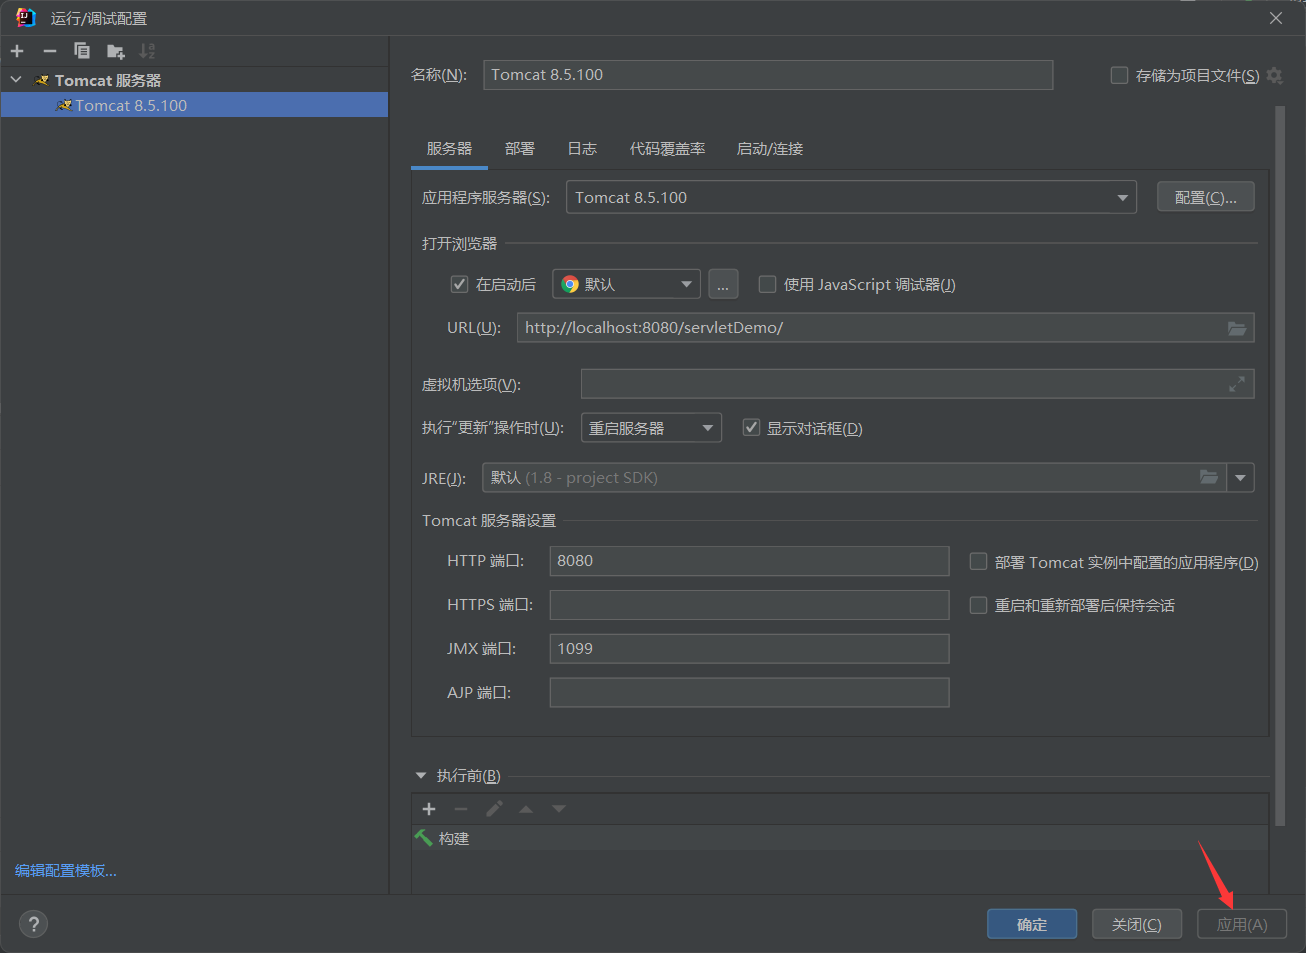 运行/调试配置
Tomcat 服务器
Tomcat 8.5.100
编辑配置模板...
名称(N): Tomcat 8.5.100 存储为项目文件(S)
服务器 部署 日志 代码覆盖率 启动/连接
应用程序服务器(S): Tomcat 8.5.100 配置(C)...
打开浏览器
在启动后 默认 ... 使用 JavaScript 调试器(J)
URL(U): http://localhost:8080/servletDemo/
虚拟机选项(V):
执行“更新”操作时(U): 重启服务器 显示对话框(D)
JRE(J): 默认 (1.8 - project SDK)
Tomcat 服务器设置
HTTP 端口: 8080 部署 Tomcat 实例中配置的应用程序(D)
HTTPS 端口: 重启和重新部署后保持会话
JMX 端口: 1099
AJP 端口:
执行前(B)
构建
? 确定 关闭(C) 应用(A)